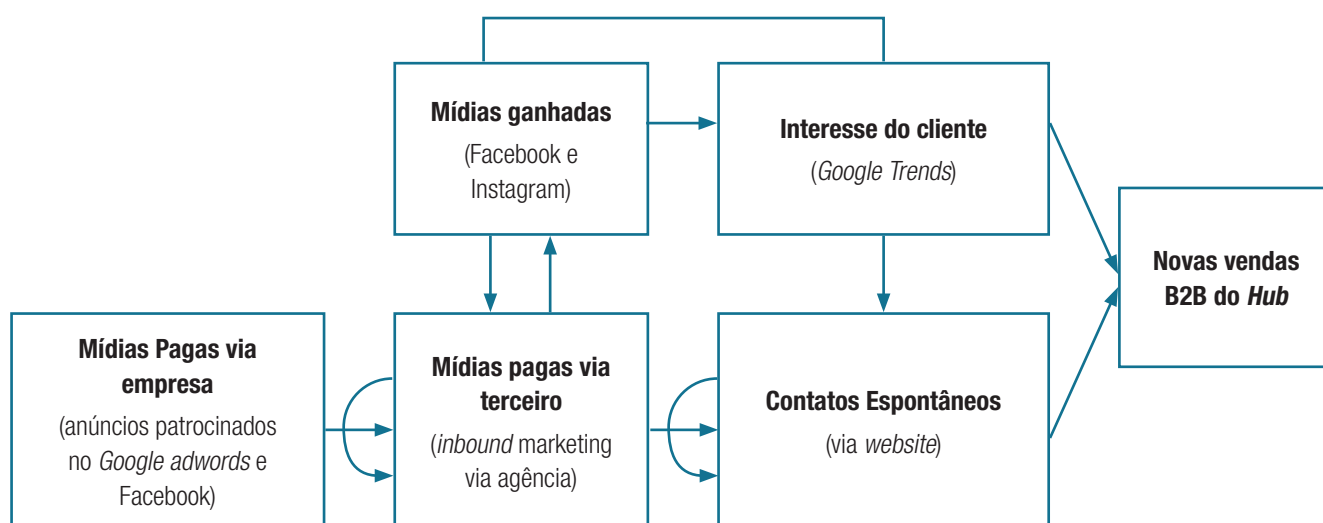 Mídias ganhadas
(Facebook e
Instagram)
Interesse do cliente
(Google Trends)
Novas vendas
B2B do Hub
Mídias Pagas via
empresa
(anúncios patrocinados
no Google adwords e
Facebook)
Mídias pagas via
terceiro
(inbound marketing
via agência)
Contatos Espontâneos
(via website)